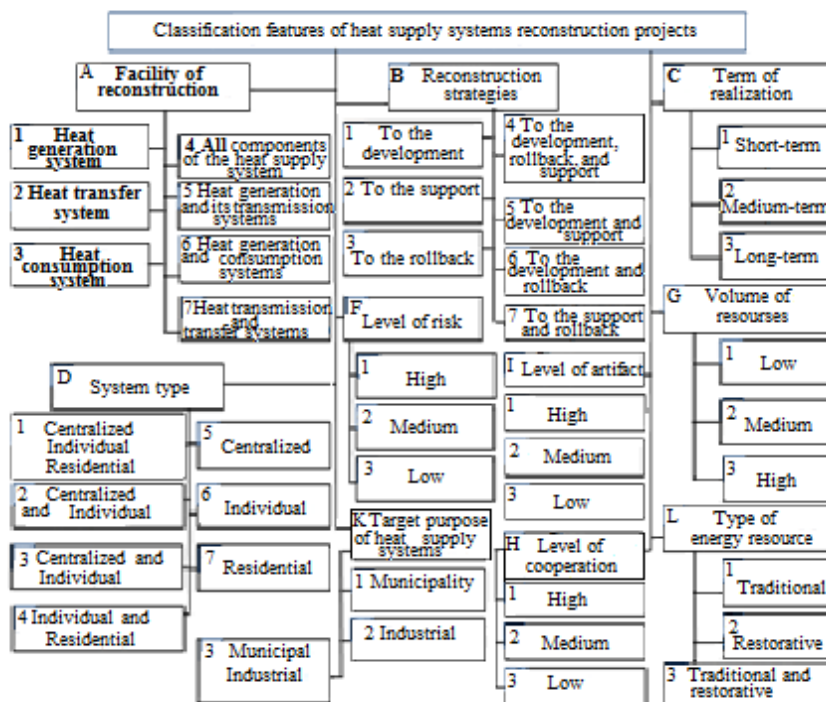 Classification features of heat supply systems reconstruction projects
A Facility of
reconstruction
1 Heat
generation
system
2 Heat transfer
system
3 Heat
consumption
system
4 All components
of the heat supply
system
5 Heat generation
and its transmission
systems
6 Heat generation
and consumption
systems
7 Heat transmission
and
transfer systems
B Reconstruction
strategies
1 To the
development
2 To the support
3
To the rollback
4 To the
development,
rollback, and
support
5 To the
development and
support
6 To the
development and
rollback
7 To the support
and rollback
C Term of
realization
1 Short-term
2
Medium-term
3 Long-term
D System type
1 Centralized
Individual
Residential
2 Centralized
and Individual
3 Centralized and
Individual
4 Individual and
Residential
5 Centralized
6 Individual
7 Residential
F Level of risk
1 High
2 Medium
3 Low
I Level of artifact
1 High
2 Medium
3 Low
G Volume of
resourses
1 Low
2 Medium
3 High
K Target purpose
of heat supply
systems
1 Municipality
2 Industrial
3 Municipal
Industrial
H Level of
cooperation
1 High
2 Medium
3 Low
L Type of
energy resource
1
Traditional
2
Restorative
3 Traditional and
restorative